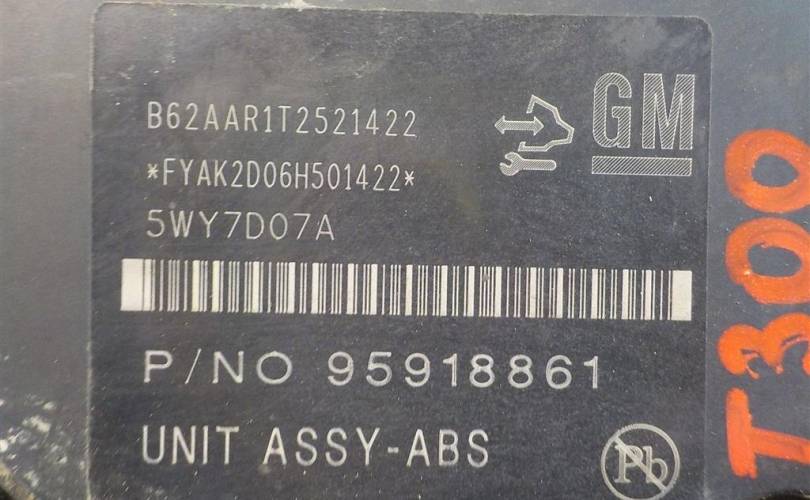 B62AAR1T2521422
*FYAK2D06H501422*
5WY7D07A
GM
P/NO 95918861
UNIT ASSY-ABS
Pb
T300